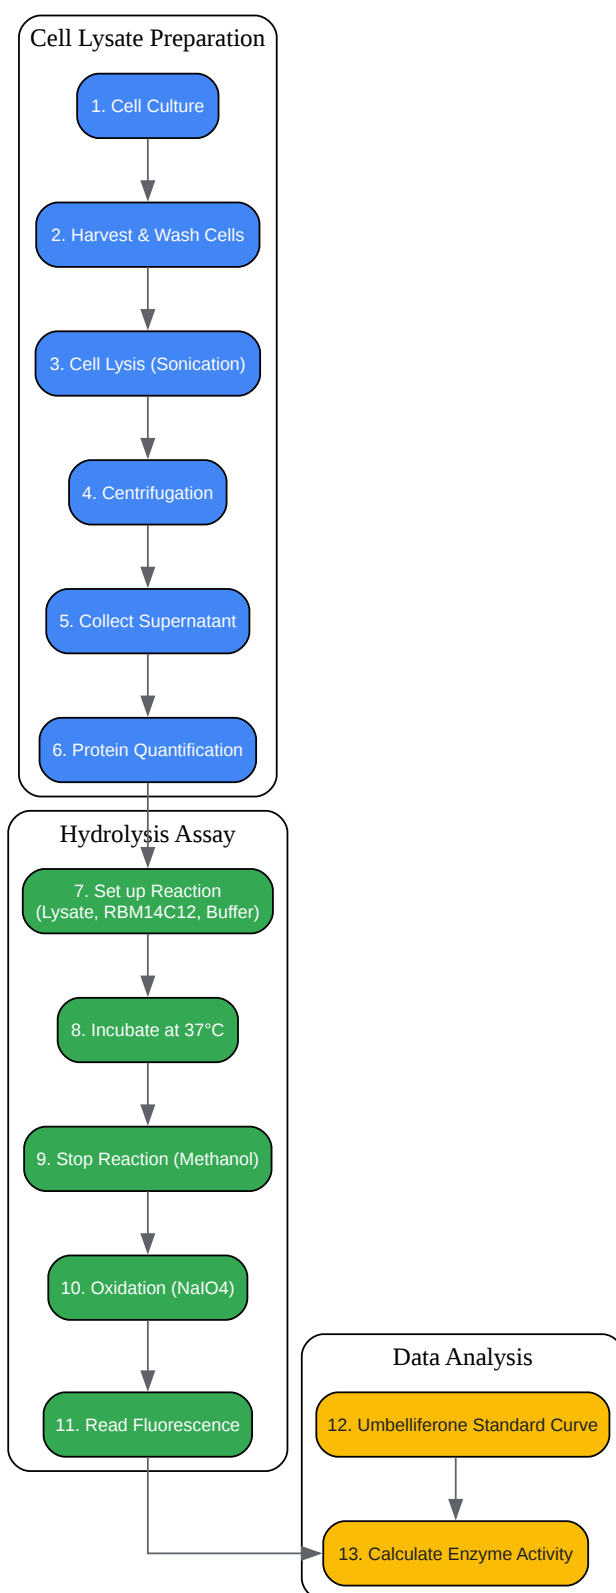 Cell Lysate Preparation
1. Cell Culture
2. Harvest & Wash Cells
3. Cell Lysis (Sonication)
4. Centrifugation
5. Collect Supernatant
6. Protein Quantification
Hydrolysis Assay
7. Set up Reaction
(Lysate, RBM14C12, Buffer)
8. Incubate at 37°C
9. Stop Reaction (Methanol)
10. Oxidation (NaIO4)
11. Read Fluorescence
Data Analysis
12. Umbelliferone Standard Curve
13. Calculate Enzyme Activity